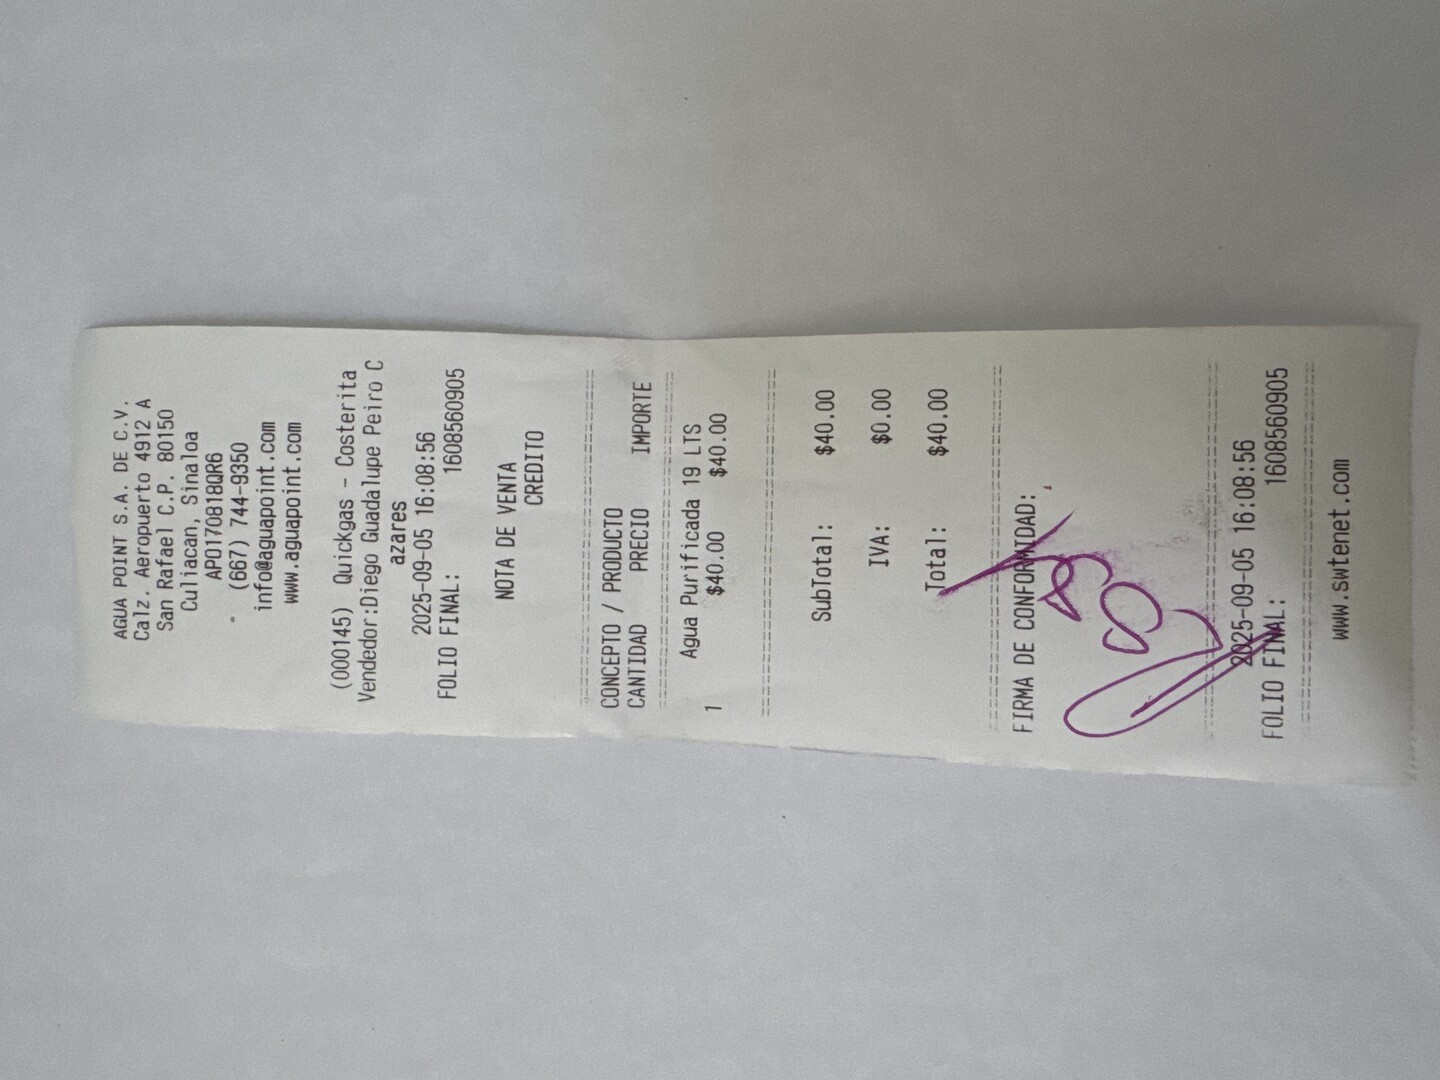 AGUA POINT S.A. DE C.V.
Calz. Aeropuerto 4912 A
San Rafael C.P. 80150
Culiacan, Sinaloa
APO170818QR6
(667) 744-9350
info@aguapoint.com
www.aguapoint.com
(000145) Quickgas - Costerita
Vendedor:Diego Guadalupe Peiro C
azares
2025-09-05 16:08:56
FOLIO FINAL: 1608560905
NOTA DE VENTA
CREDITO
CONCEPTO / PRODUCTO
CANTIDAD PRECIO IMPORTE
Agua Purificada 19 LTS
1 $40.00 $40.00
SubTotal: $40.00
IVA: $0.00
Total: $40.00
FIRMA DE CONFORMIDAD:
2025-09-05 16:08:56
FOLIO FINAL: 1608560905
www.swtenet.com